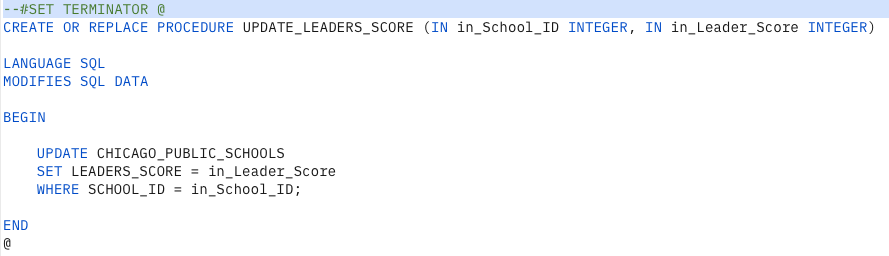 --#SET TERMINATOR @
CREATE OR REPLACE PROCEDURE UPDATE_LEADERS_SCORE (IN in_School_ID INTEGER, IN in_Leader_Score INTEGER)
LANGUAGE SQL
MODIFIES SQL DATA
BEGIN
UPDATE CHICAGO_PUBLIC_SCHOOLS
SET LEADERS_SCORE = in_Leader_Score
WHERE SCHOOL_ID = in_School_ID;
END
@